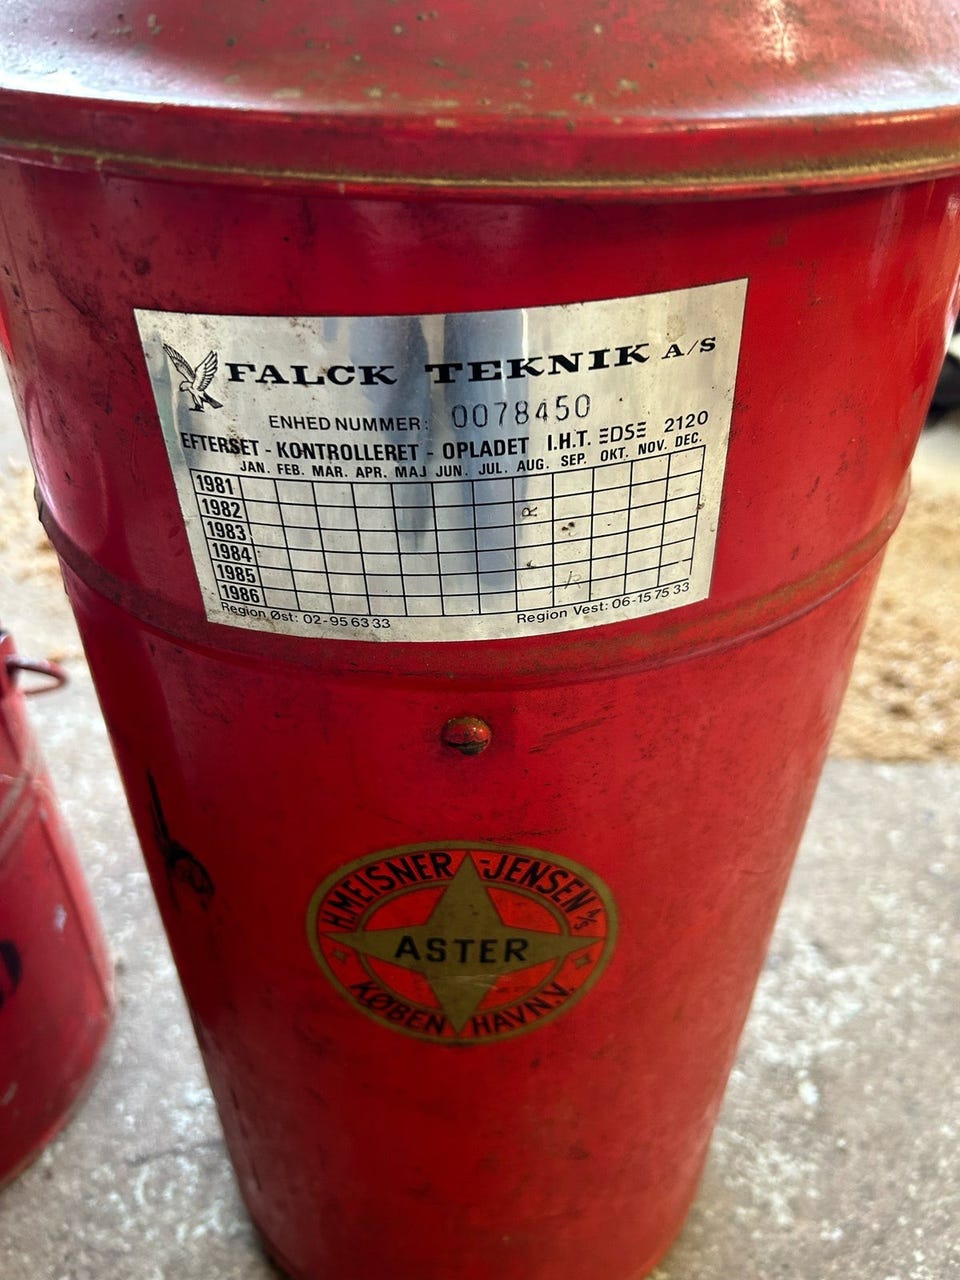 FALCK TEKNIK A/S
ENHED NUMMER: 0078450
EFTERSET - KONTROLLERET - OPLADET I.H.T. EDSE 2120
JAN. FEB. MAR. APR. MAJ JUN. JUL. AUG. SEP. OKT. NOV. DEC.
1981
1982 R
1983
1984
1985
1986
Region Øst: 02-95 63 33 Region Vest: 06-15 75 33
H. MEISNER-JENSEN A/S
ASTER
KØBENHAVN. V.